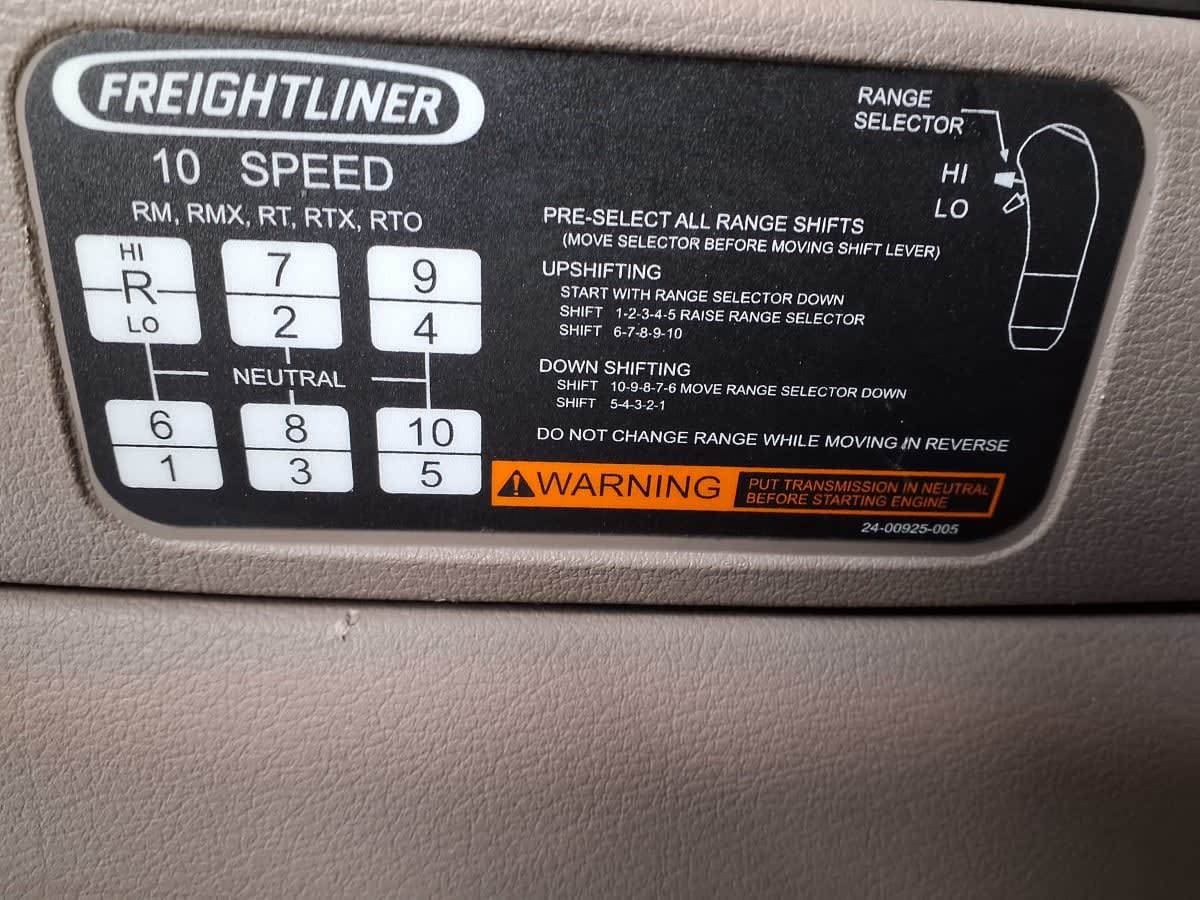 FREIGHTLINER
10 SPEED
RM, RMX, RT, RTX, RTO
HI
R
LO
7
2
9
4
NEUTRAL
6
1
8
3
10
5
RANGE
SELECTOR
HI
LO
PRE-SELECT ALL RANGE SHIFTS
(MOVE SELECTOR BEFORE MOVING SHIFT LEVER)
UPSHIFTING
START WITH RANGE SELECTOR DOWN
SHIFT 1-2-3-4-5 RAISE RANGE SELECTOR
SHIFT 6-7-8-9-10
DOWN SHIFTING
SHIFT 10-9-8-7-6 MOVE RANGE SELECTOR DOWN
SHIFT 5-4-3-2-1
DO NOT CHANGE RANGE WHILE MOVING IN REVERSE
WARNING
PUT TRANSMISSION IN NEUTRAL
BEFORE STARTING ENGINE
24-00925-005